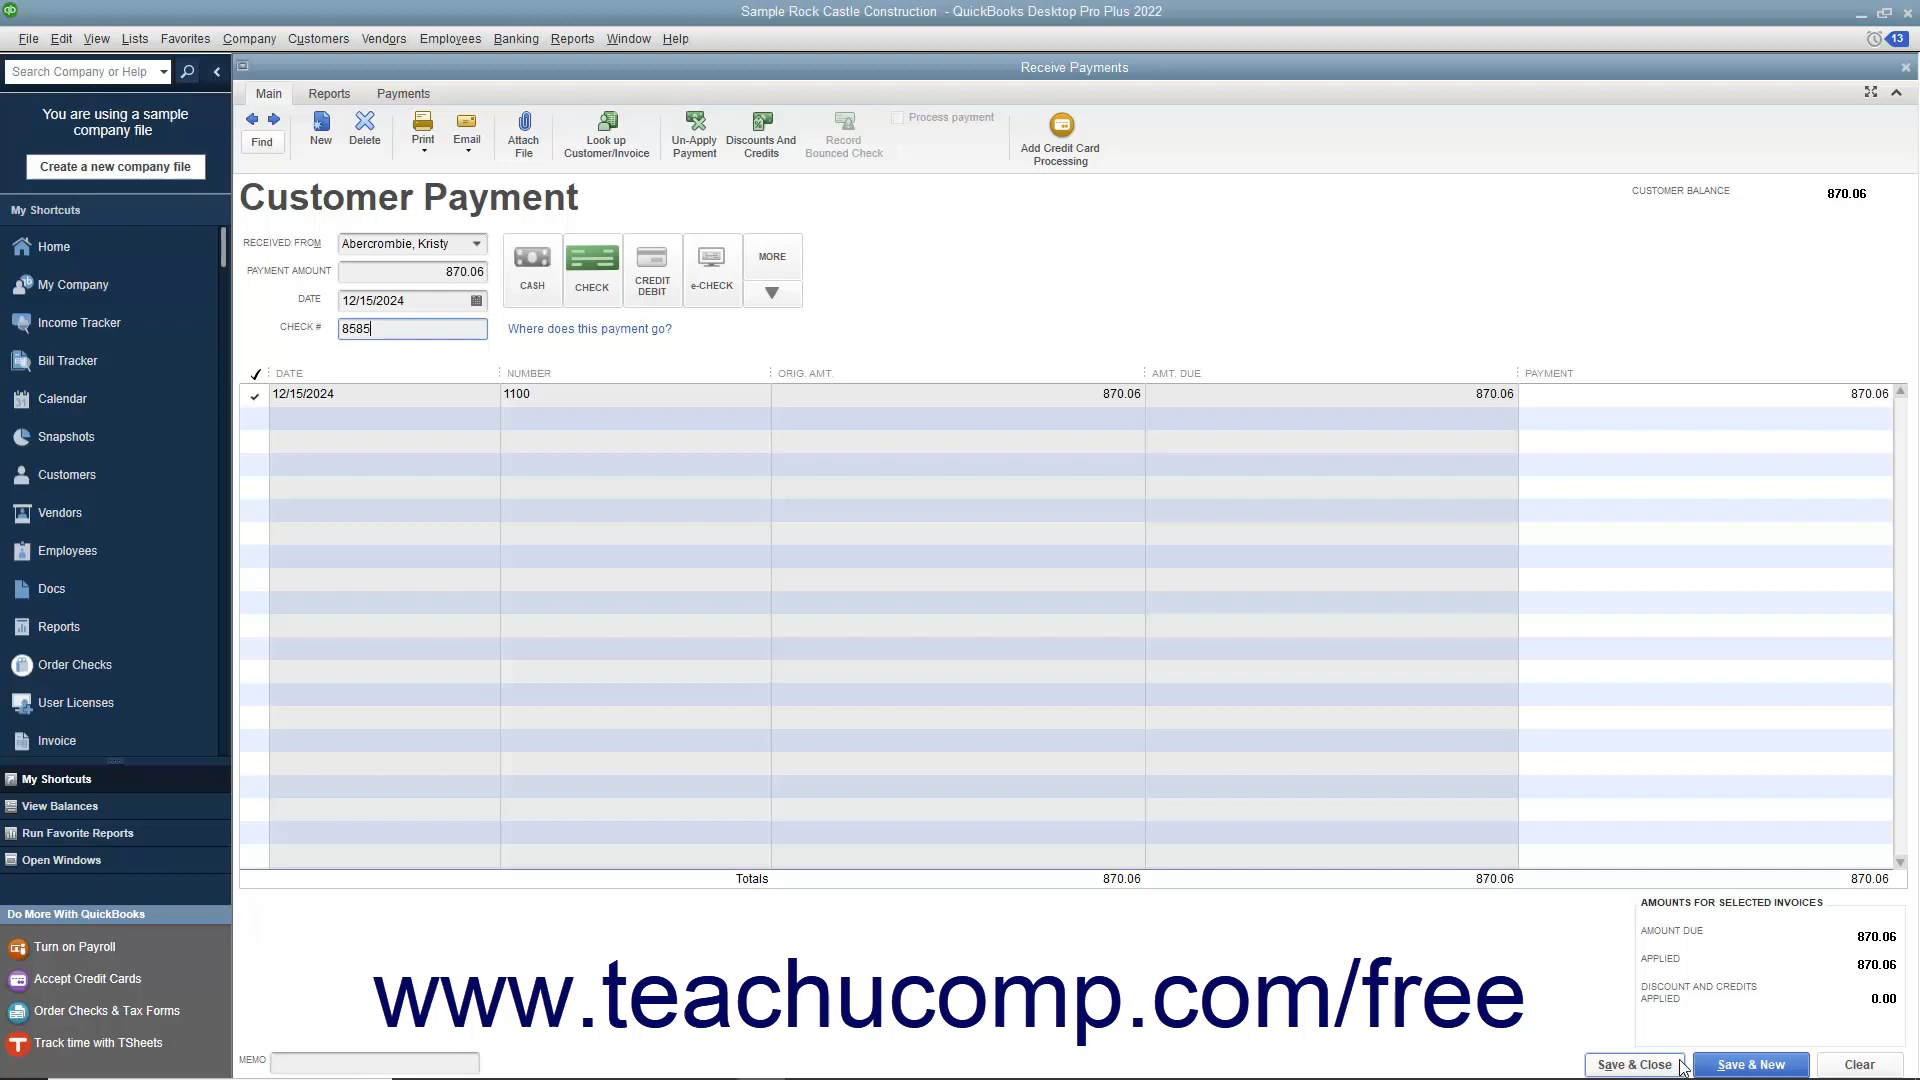 Sample Rock Castle Construction - QuickBooks Desktop Pro Plus 2022
File Edit View Lists Favorites Company Customers Vendors Employees Banking Reports Window Help
13
Search Company or Help
Receive Payments
You are using a sample
company file
Create a new company file
My Shortcuts
Home
My Company
Income Tracker
Bill Tracker
Calendar
Snapshots
Customers
Vendors
Employees
Docs
Reports
Order Checks
User Licenses
Invoice
My Shortcuts
View Balances
Run Favorite Reports
Open Windows
Do More With QuickBooks
Turn on Payroll
Accept Credit Cards
Order Checks & Tax Forms
Track time with TSheets
Main Reports Payments
Find
New
Delete
Print
Email
Attach
File
Look up
Customer/Invoice
Un-Apply
Payment
Discounts And
Credits
Record
Bounced Check
Process payment
Add Credit Card
Processing
Customer Payment
CUSTOMER BALANCE 870.06
RECEIVED FROM Abercrombie, Kristy
PAYMENT AMOUNT 870.06
DATE 12/15/2024
CHECK # 8585
CASH
CHECK
CREDIT
DEBIT
e-CHECK
MORE
Where does this payment go?
DATE NUMBER ORIG. AMT. AMT. DUE PAYMENT
12/15/2024 1100 870.06 870.06 870.06
Totals 870.06 870.06 870.06
AMOUNTS FOR SELECTED INVOICES
AMOUNT DUE 870.06
APPLIED 870.06
DISCOUNT AND CREDITS
APPLIED 0.00
www.teachucomp.com/free
MEMO
Save & Close Save & New Clear